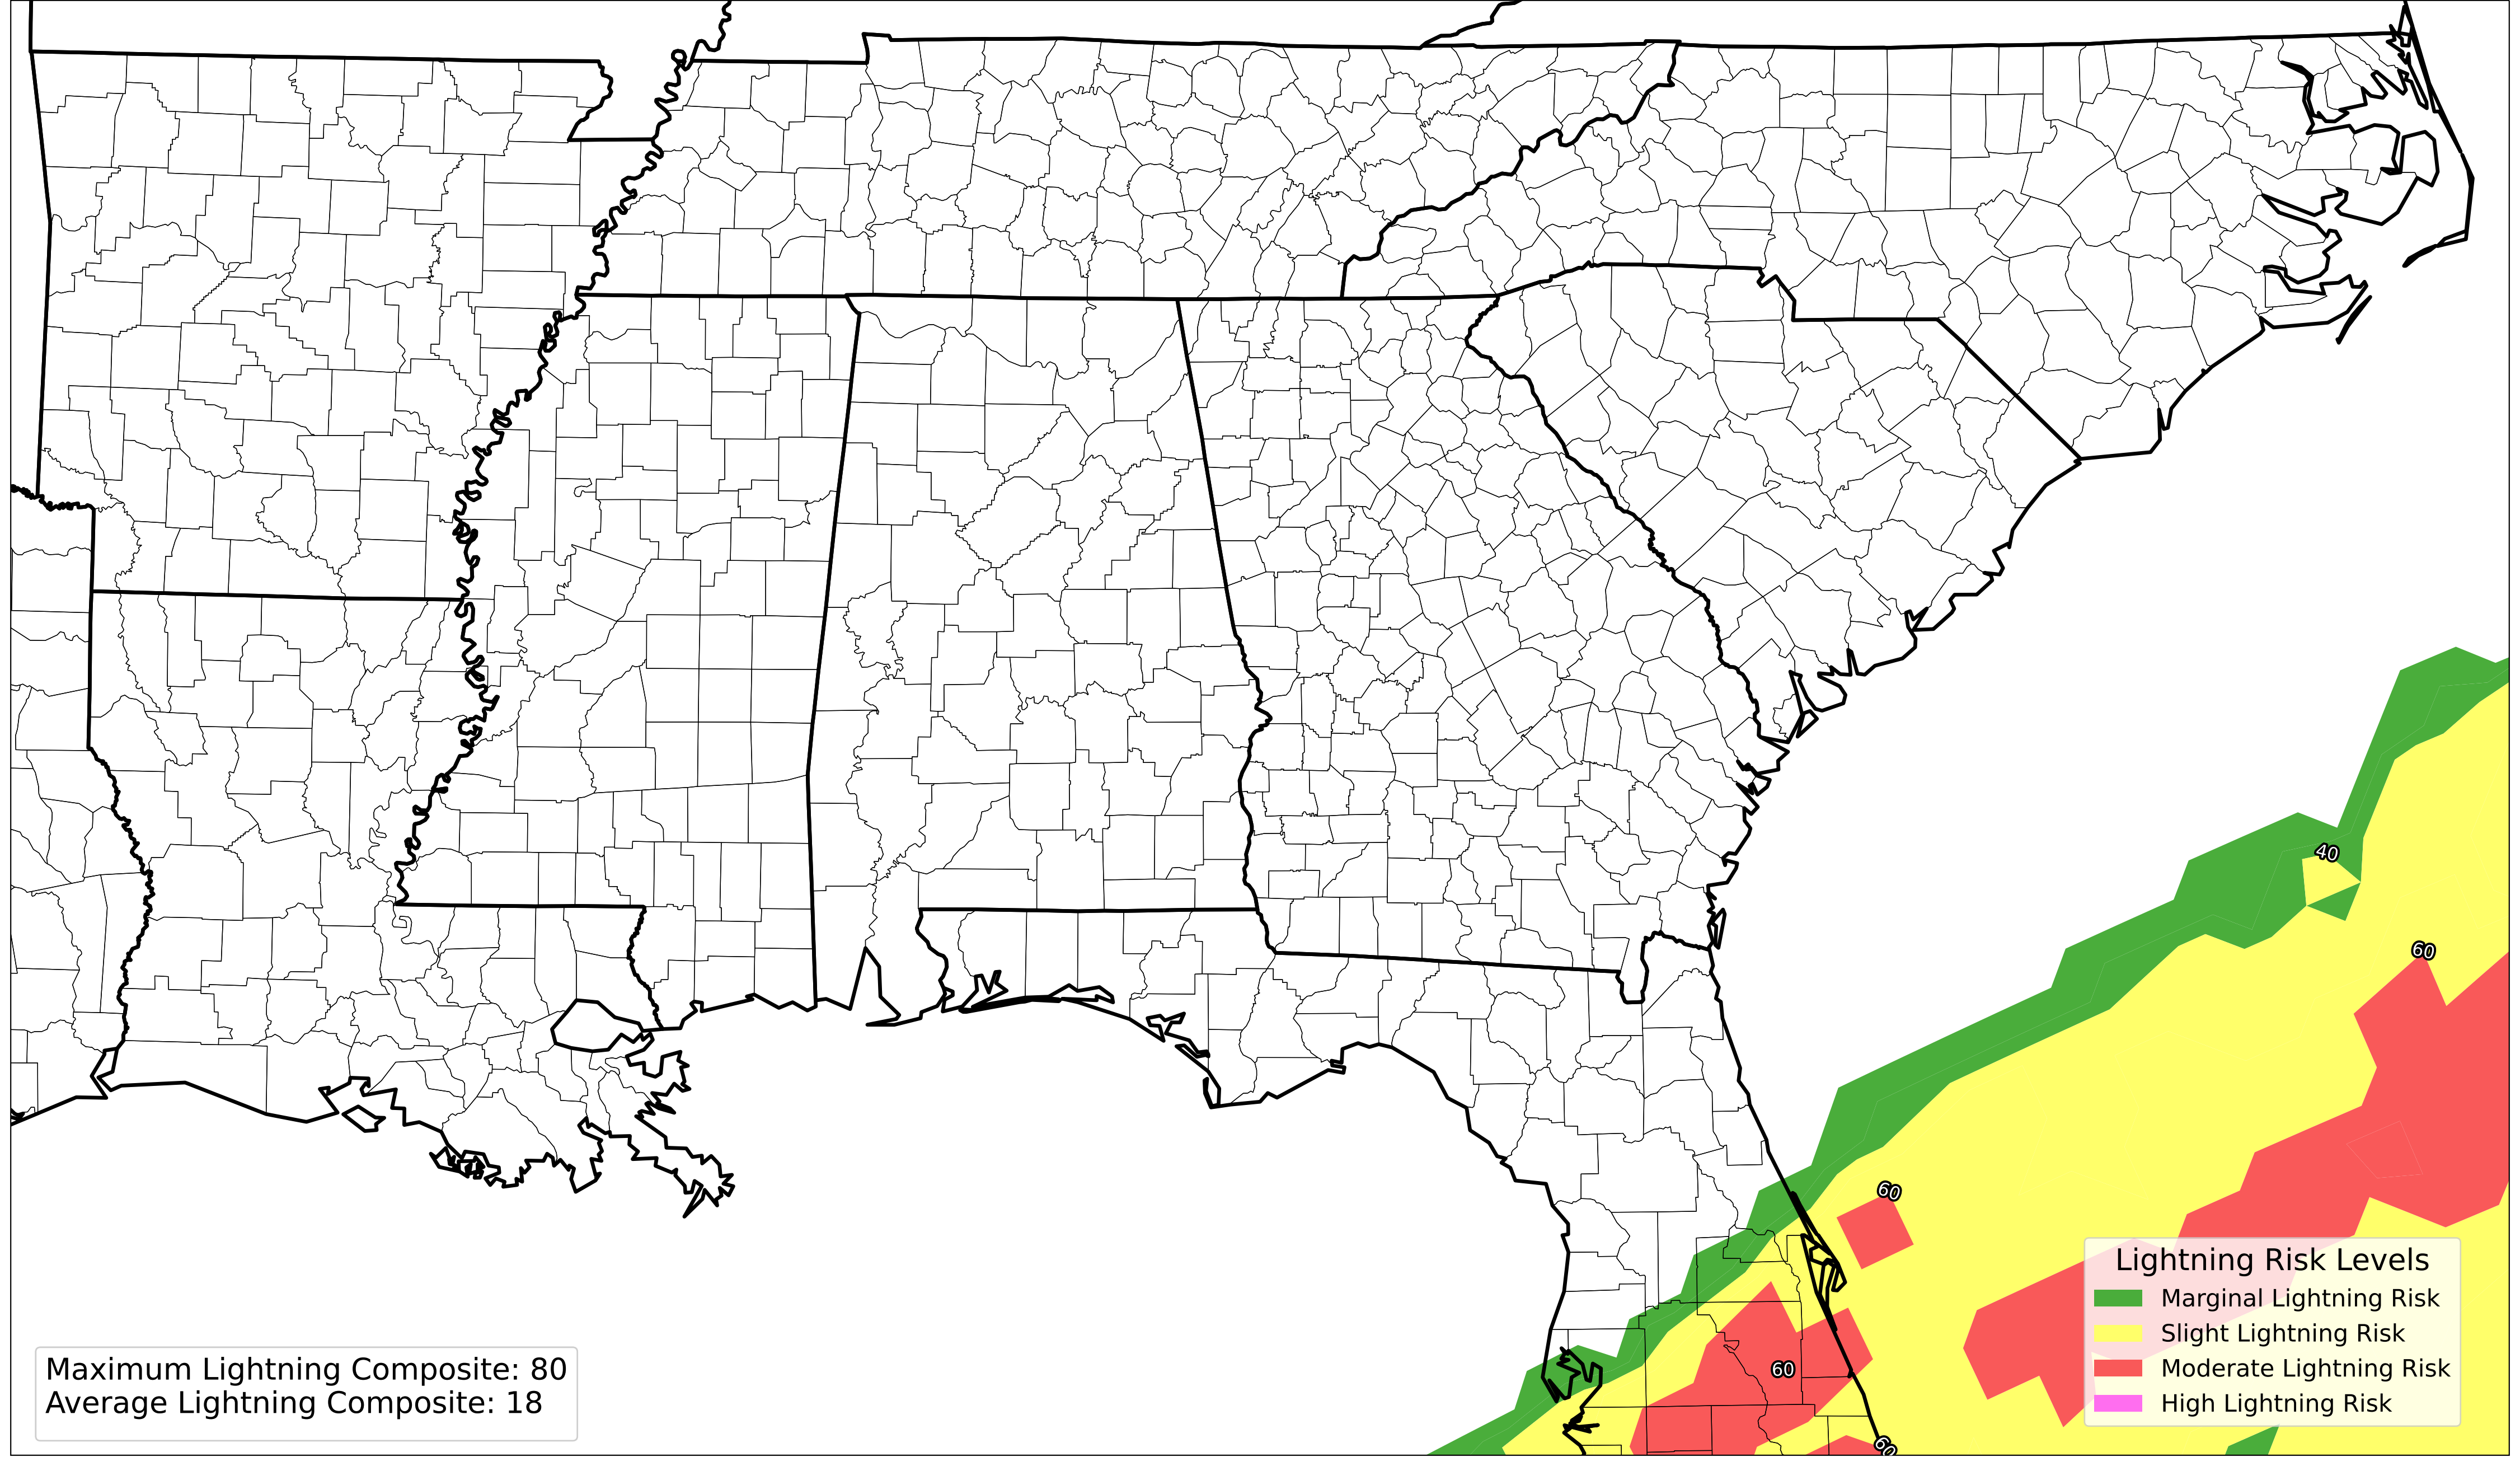 40
60
60
60
60
Lightning Risk Levels
Marginal Lightning Risk
Slight Lightning Risk
Moderate Lightning Risk
High Lightning Risk
Maximum Lightning Composite: 80
Average Lightning Composite: 18